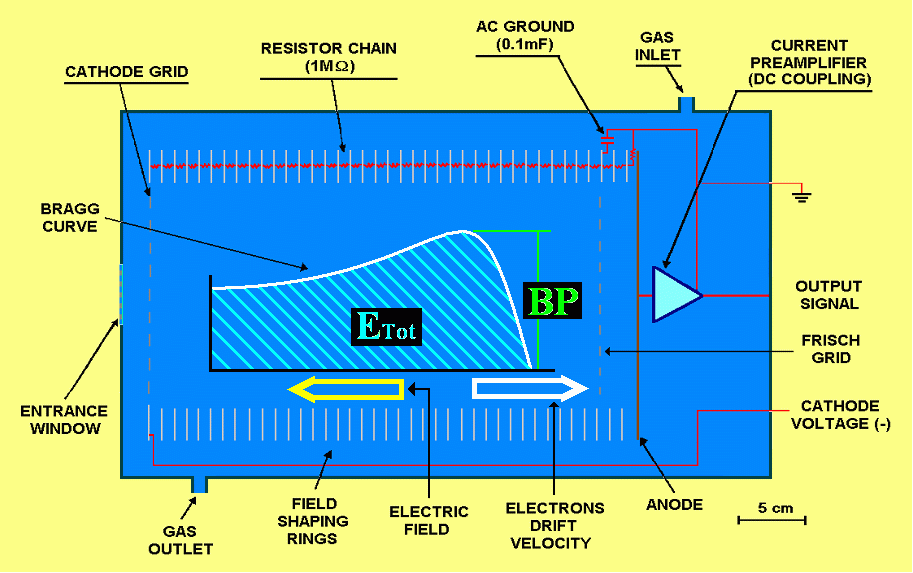 AC GROUND
(0.1mF)
GAS
INLET
CURRENT
PREAMPLIFIER
(DC COUPLING)
RESISTOR CHAIN
(1MΩ)
CATHODE GRID
BRAGG
CURVE
BP
ETot
OUTPUT
SIGNAL
FRISCH
GRID
ENTRANCE
WINDOW
CATHODE
VOLTAGE (-)
GAS
OUTLET
FIELD
SHAPING
RINGS
ELECTRIC
FIELD
ELECTRONS
DRIFT
VELOCITY
ANODE
5 cm